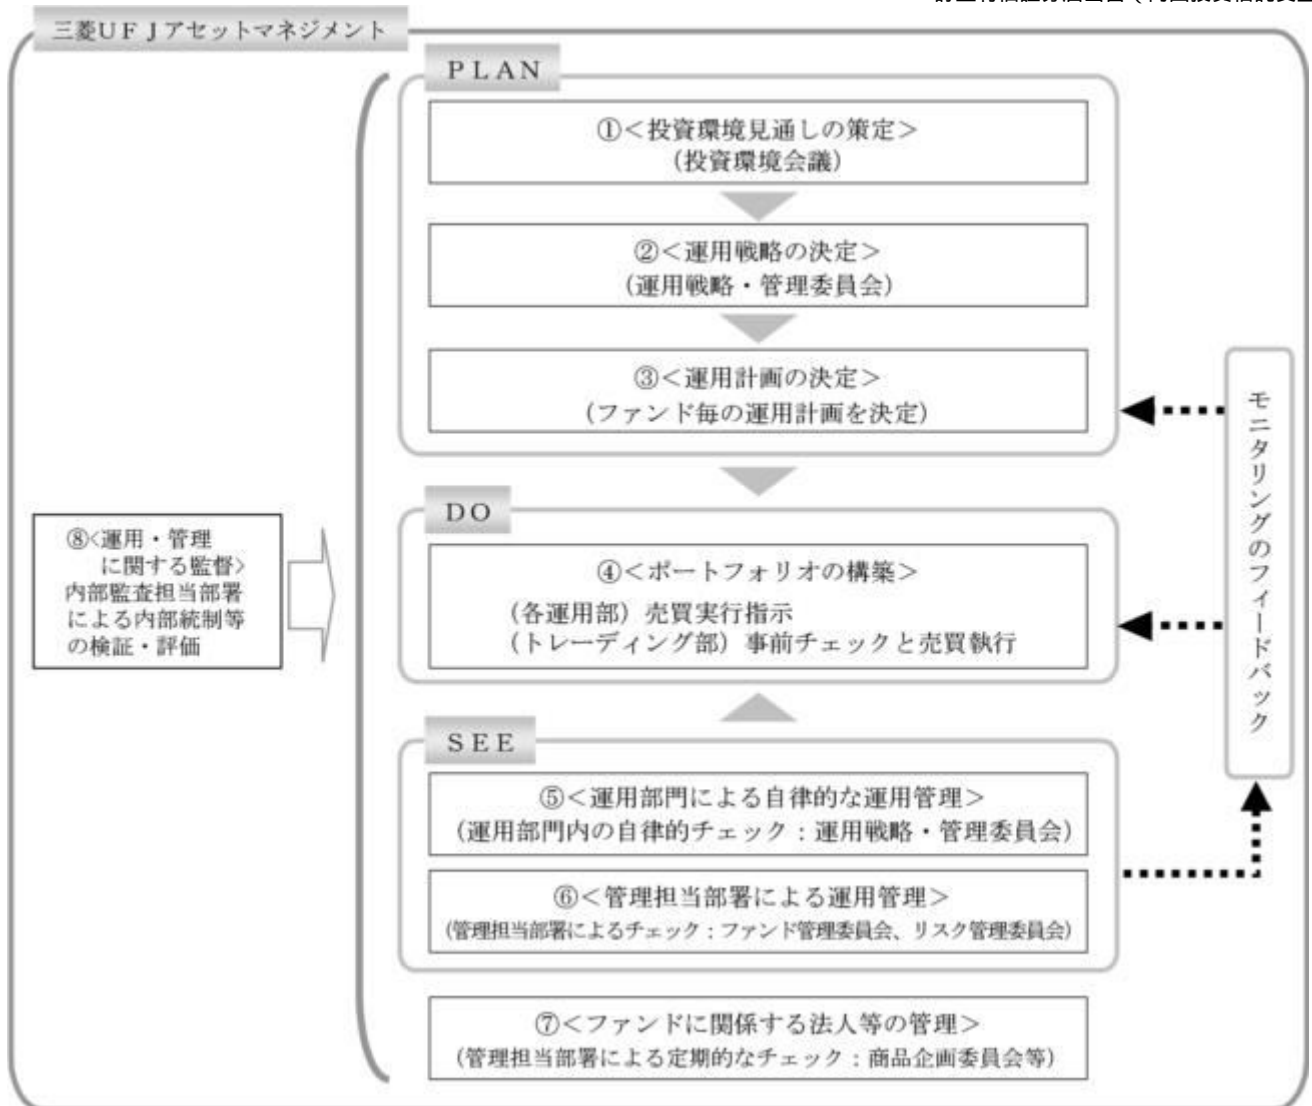 三菱ＵＦＪアセットマネジメント
ＰＬＡＮ
①＜投資環境見通しの策定＞
（投資環境会議）
②＜運用戦略の決定＞
（運用戦略・管理委員会）
③＜運用計画の決定＞
（ファンド毎の運用計画を決定）
ＤＯ
④＜ポートフォリオの構築＞
（各運用部）売買実行指示
（トレーディング部）事前チェックと売買執行
ＳＥＥ
⑤＜運用部門による自律的な運用管理＞
（運用部門内の自律的チェック：運用戦略・管理委員会）
⑥＜管理担当部署による運用管理＞
（管理担当部署によるチェック：ファンド管理委員会、リスク管理委員会）
⑦＜ファンドに関係する法人等の管理＞
（管理担当部署による定期的なチェック：商品企画委員会等）
⑧<運用・管理
に関する監督>
内部監査担当部署
による内部統制等
の検証・評価
モニタリングのフィードバック